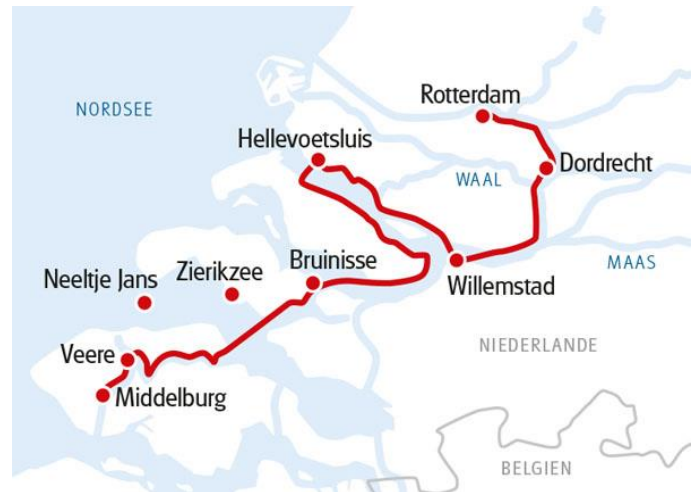 NORDSEE
Rotterdam
Hellevoetsluis
Dordrecht
WAAL
Bruinisse
Zierikzee
Neeltje Jans
MAAS
Willemstad
Veere
NIEDERLANDE
Middelburg
BELGIEN